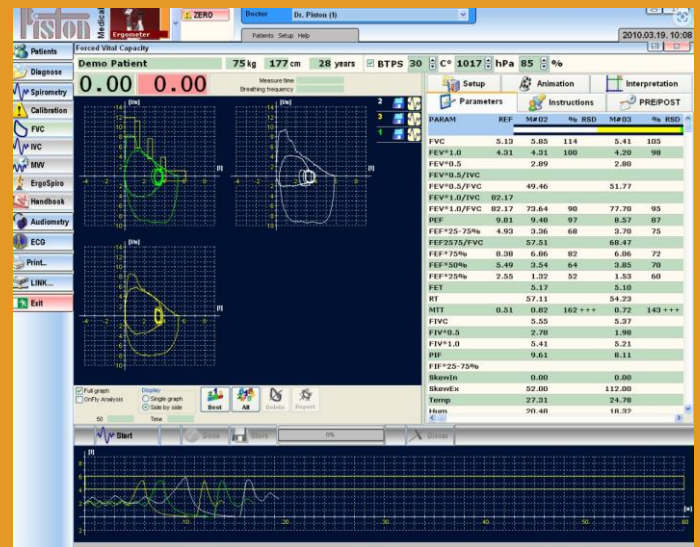 Piston Medical
Ergometer
ZERO
Doctor Dr. Piston (1)
Patients Setup Help
2010.03.19. 10:08
Patients
Diagnose
Spirometry
Calibration
FVC
IVC
MVV
ErgoSpiro
Handbook
Audiometry
ECG
Print...
LINK...
Exit
Forced Vital Capacity
Demo Patient 75 kg 177 cm 28 years BTPS 30 C° 1017 hPa 85 %
0.00 0.00
Measure time
Breathing frequency
[l/s]
[l]
[l/s]
[l]
[l/s]
[l]
2
3
1
Setup Animation Interpretation
Parameters Instructions PRE/POST
PARAM REF M#02 % RSD M#03 % RSD
FVC 5.13 5.85 114 5.41 105
FEV*1.0 4.31 4.31 100 4.20 98
FEV*0.5 2.89 2.80
FEV*0.5/IVC
FEV*0.5/FVC 49.46 51.77
FEV*1.0/IVC 82.17
FEV*1.0/FVC 82.17 73.64 90 77.70 95
PEF 9.81 9.48 97 8.57 87
FEF*25-75% 4.93 3.36 68 3.70 75
FEF2575/FVC 57.51 68.47
FEF*75% 8.38 6.86 82 6.06 72
FEF*50% 5.49 3.54 64 3.85 70
FEF*25% 2.55 1.32 52 1.53 60
FET 5.17 5.10
RT 57.11 54.23
MTT 0.51 0.82 162 +++ 0.72 143 +++
FIVC 5.55 5.37
FIV*0.5 2.70 1.98
FIV*1.0 5.41 5.21
PIF 9.61 8.11
FIF*25-75%
SkewIn 0.00 0.00
SkewEx 52.00 112.00
Temp 27.31 24.70
Hum 20.48 18.32
Full graph
OnFly Analysis
Display
Single graph
Side by side
Best
All
Delete
Report
50 Time
Start
Done
Store
0%
Discar
[l]
[s]
10. 20. 30. 40. 50. 60